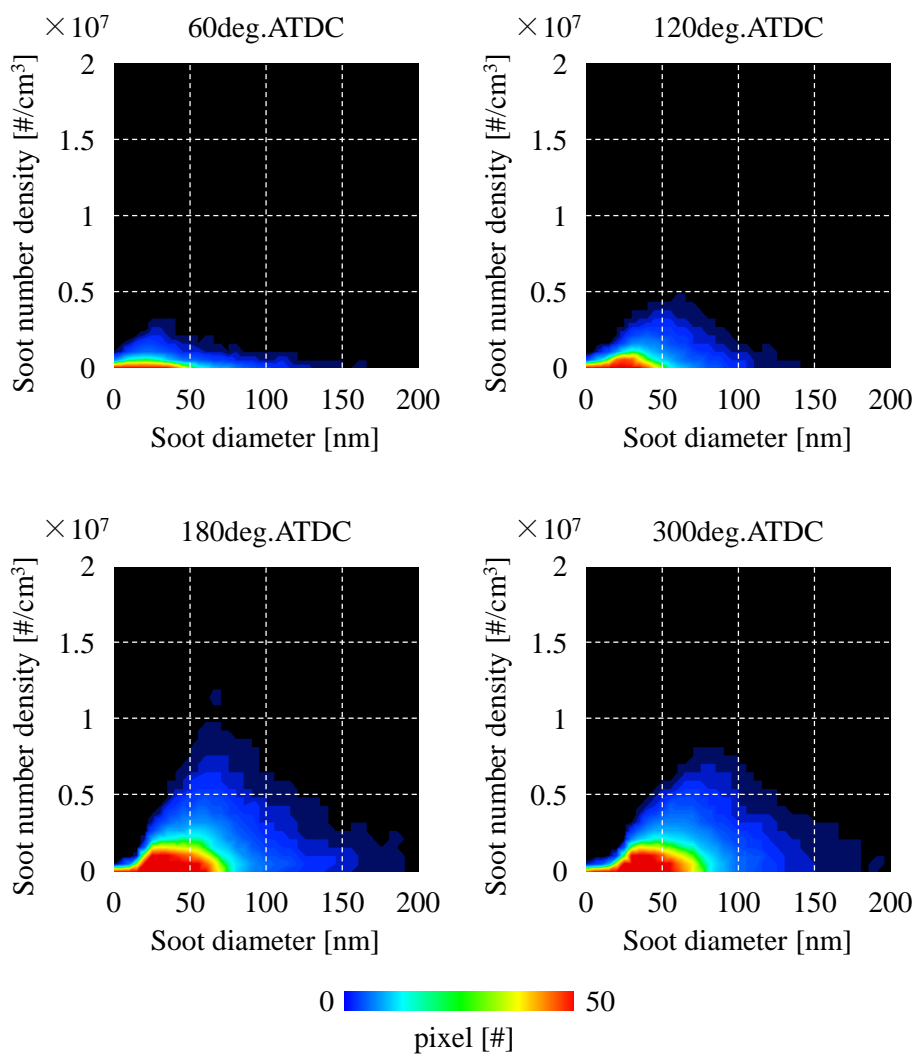 ×10⁷ 60deg.ATDC
Soot number density [#/cm³]
2
1.5
1
0.5
0
0 50 100 150 200
Soot diameter [nm]
×10⁷ 120deg.ATDC
Soot number density [#/cm³]
2
1.5
1
0.5
0
0 50 100 150 200
Soot diameter [nm]
×10⁷ 180deg.ATDC
Soot number density [#/cm³]
2
1.5
1
0.5
0
0 50 100 150 200
Soot diameter [nm]
×10⁷ 300deg.ATDC
Soot number density [#/cm³]
2
1.5
1
0.5
0
0 50 100 150 200
Soot diameter [nm]
0 50
pixel [#]